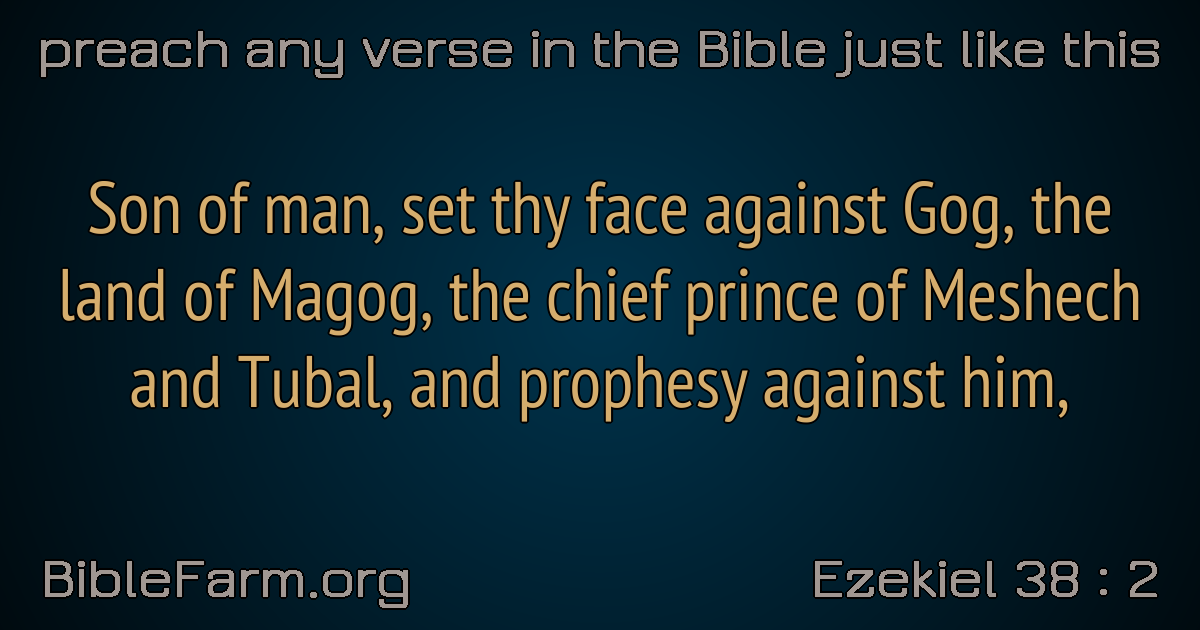 preach any verse in the Bible just like this
Son of man, set thy face against Gog, the
land of Magog, the chief prince of Meshech
and Tubal, and prophesy against him,
BibleFarm.org
Ezekiel 38 : 2